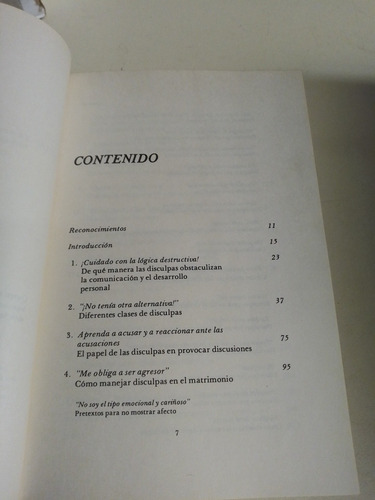 CONTENIDO
Reconocimientos 11
Introducción 15
1. ¡Cuidado con la lógica destructiva! 23
De qué manera las disculpas obstaculizan
la comunicación y el desarrollo
personal
2. "¡No tenía otra alternativa!" 37
Diferentes clases de disculpas
3. Aprenda a acusar y a reaccionar ante las
acusaciones 75
El papel de las disculpas en provocar discusiones
4. "Me obliga a ser agresor" 95
Cómo manejar disculpas en el matrimonio
"No soy el tipo emocional y cariñoso"
Pretextos para no mostrar afecto
7